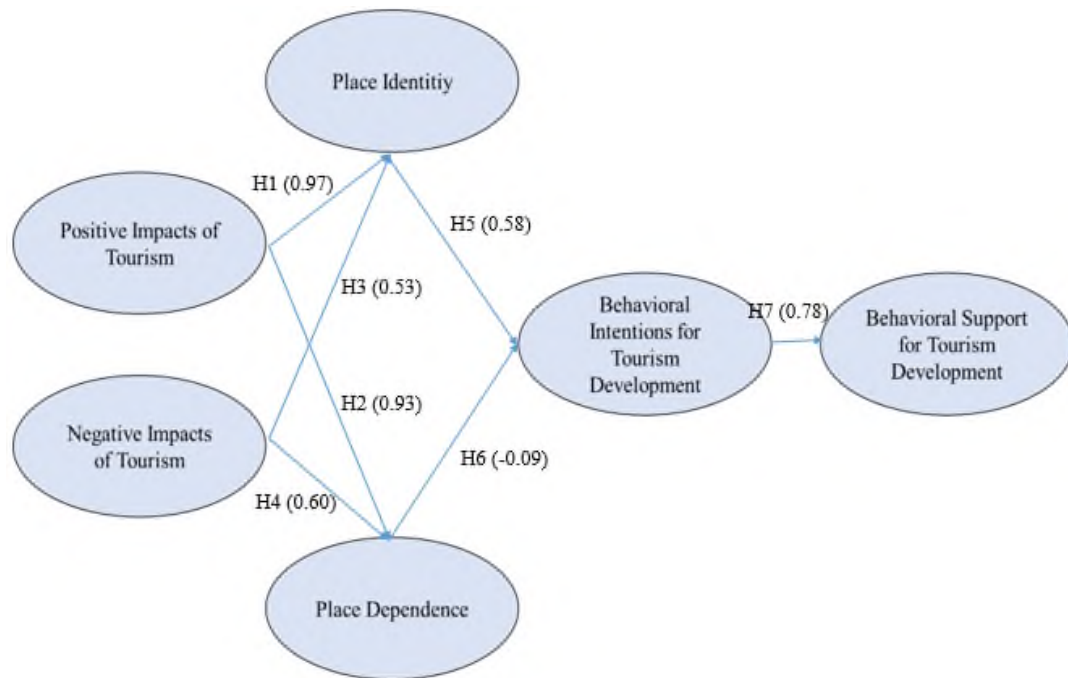 Place Identitiy
H1 (0.97)
Positive Impacts of
Tourism
H5 (0.58)
H3 (0.53)
Behavioral
Intentions for
Tourism
Development
H7 (0.78)
Behavioral Support
for Tourism
Development
H2 (0.93)
Negative Impacts
of Tourism
H6 (-0.09)
H4 (0.60)
Place Dependence